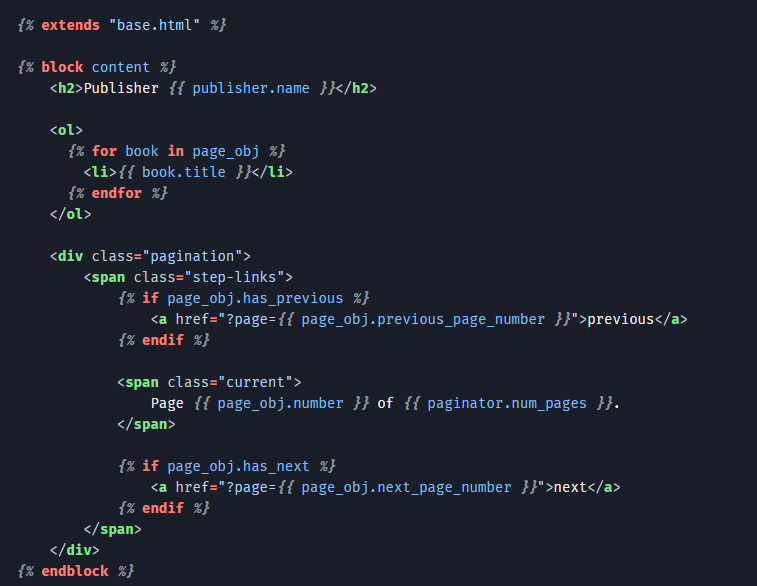 {% extends "base.html" %}
{% block content %}
<h2>Publisher {{ publisher.name }}</h2>
<ol>
{% for book in page_obj %}
<li>{{ book.title }}</li>
{% endfor %}
</ol>
<div class="pagination">
<span class="step-links">
{% if page_obj.has_previous %}
<a href="?page={{ page_obj.previous_page_number }}">previous</a>
{% endif %}
<span class="current">
Page {{ page_obj.number }} of {{ paginator.num_pages }}.
</span>
{% if page_obj.has_next %}
<a href="?page={{ page_obj.next_page_number }}">next</a>
{% endif %}
</span>
</div>
{% endblock %}